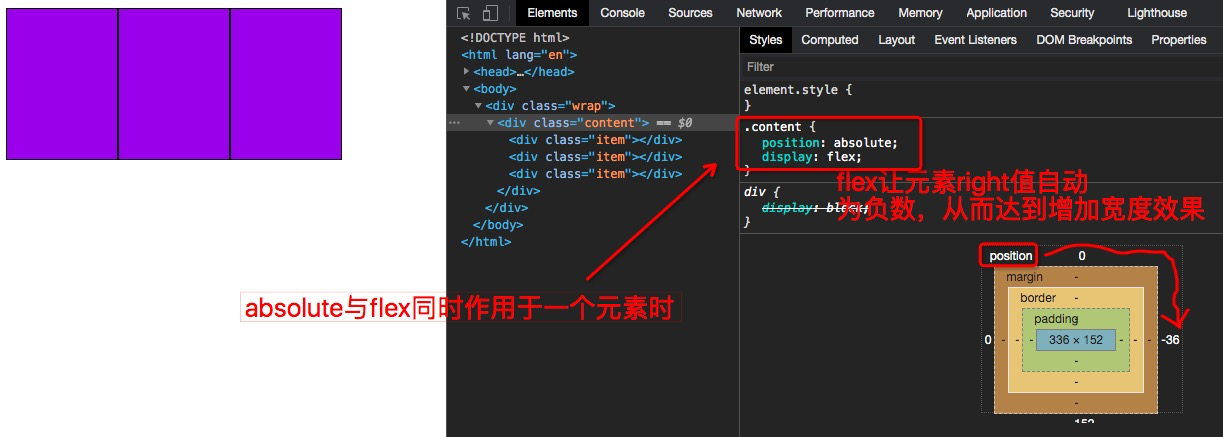 Elements Console Sources Network Performance Memory Application Security Lighthouse
<!DOCTYPE html>
<html lang="en">
<head>…</head>
<body>
<div class="wrap">
<div class="content"> == $0
<div class="item"></div>
<div class="item"></div>
<div class="item"></div>
</div>
</div>
</body>
</html>
Styles Computed Layout Event Listeners DOM Breakpoints Properties
Filter
element.style {
}
.content {
position: absolute;
display: flex;
}
flex让元素right值自动
为负数，从而达到增加宽度效果
div {
display: block;
}
absolute与flex同时作用于一个元素时
position 0
margin -
border -
padding -
0 - - - 336 × 152 - - - -36
-
-
-
152